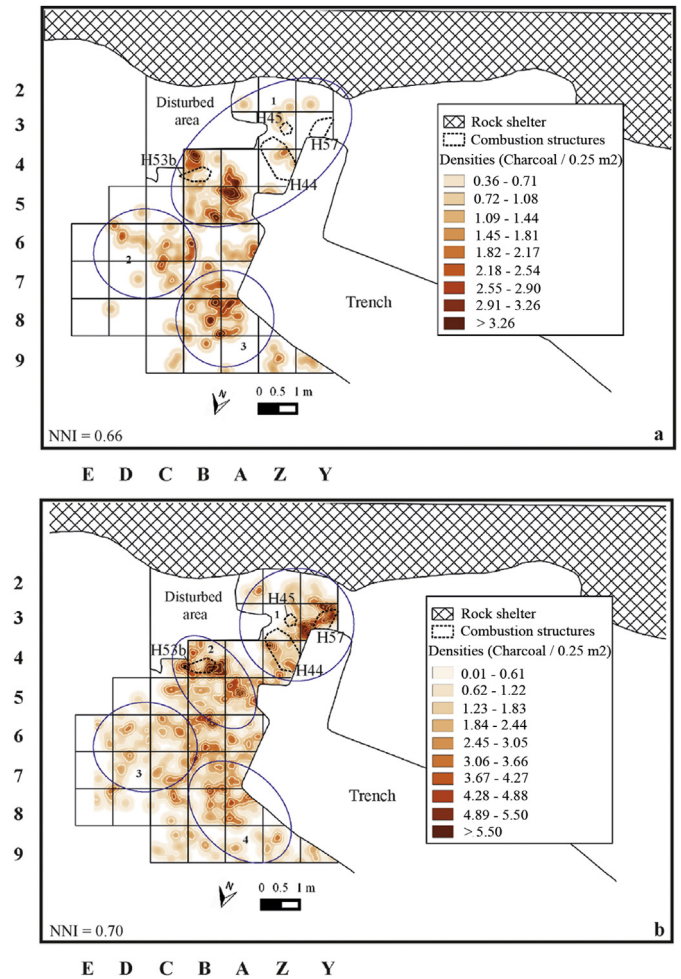 2
3
4
5
6
7
8
9
Disturbed
area
1
H45
H57
H53b
H44
2
3
Trench
Rock shelter
Combustion structures
Densities (Charcoal / 0.25 m2)
0.36 - 0.71
0.72 - 1.08
1.09 - 1.44
1.45 - 1.81
1.82 - 2.17
2.18 - 2.54
2.55 - 2.90
2.91 - 3.26
> 3.26
N
0 0.5 1 m
NNI = 0.66
a
E D C B A Z Y
2
3
4
5
6
7
8
9
Disturbed
area
H45
1
H57
H53b
2
H44
3
4
Trench
Rock shelter
Combustion structures
Densities (Charcoal / 0.25 m2)
0.01 - 0.61
0.62 - 1.22
1.23 - 1.83
1.84 - 2.44
2.45 - 3.05
3.06 - 3.66
3.67 - 4.27
4.28 - 4.88
4.89 - 5.50
> 5.50
N
0 0.5 1 m
NNI = 0.70
b
E D C B A Z Y